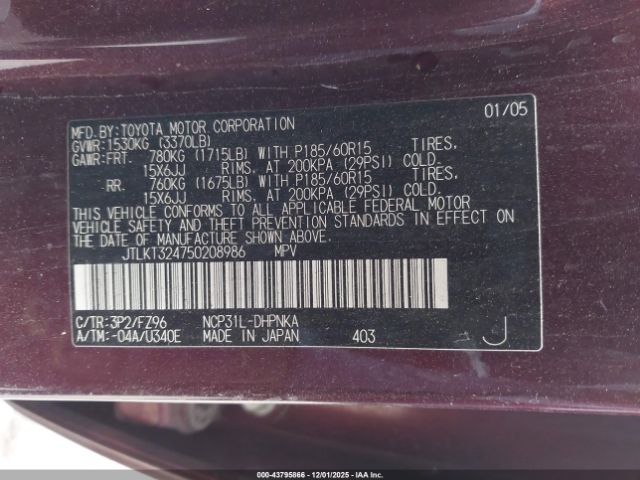 MFD. BY: TOYOTA MOTOR CORPORATION 01/05
GVWR: 1530KG (3370LB)
GAWR: FRT. 780KG (1715LB) WITH P185/60R15 TIRES,
15X6JJ RIMS, AT 200KPA (29PSI) COLD.
RR. 760KG (1675LB) WITH P185/60R15 TIRES,
15X6JJ RIMS, AT 200KPA (29PSI) COLD.
THIS VEHICLE CONFORMS TO ALL APPLICABLE FEDERAL MOTOR
VEHICLE SAFETY AND THEFT PREVENTION STANDARDS IN EFFECT ON
THE DATE OF MANUFACTURE SHOWN ABOVE.
JTLKT324750208986 MPV
C/TR: 3P2/FZ96 NCP31L-DHPNKA
A/TM: -04A/U340E MADE IN JAPAN 403 J
000-43795866 - 12/01/2025 - IAAI.COM